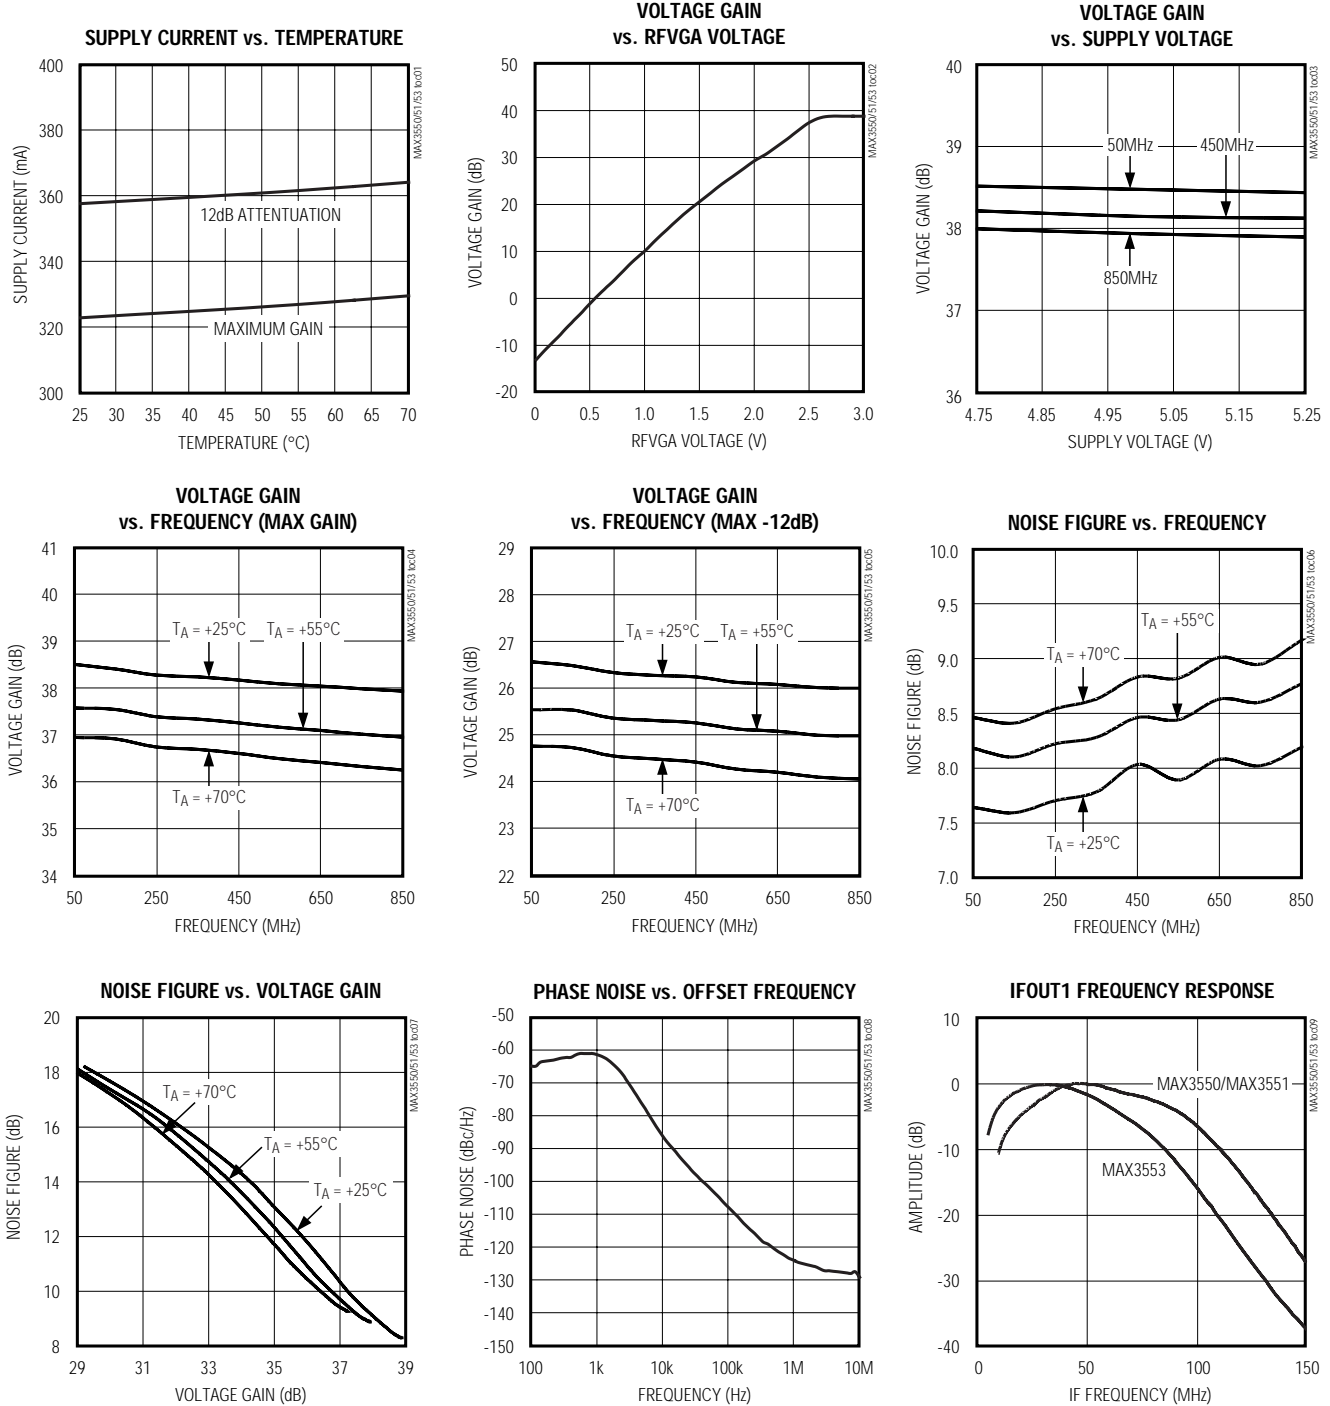 SUPPLY CURRENT vs. TEMPERATURE
MAX3550/51/53 toc01
SUPPLY CURRENT (mA)
400
380
360
340
320
300
12dB ATTENTUATION
MAXIMUM GAIN
25 30 35 40 45 50 55 60 65 70
TEMPERATURE (°C)
VOLTAGE GAIN
vs. RFVGA VOLTAGE
MAX3550/51/53 toc02
VOLTAGE GAIN (dB)
50
40
30
20
10
0
-10
-20
0 0.5 1.0 1.5 2.0 2.5 3.0
RFVGA VOLTAGE (V)
VOLTAGE GAIN
vs. SUPPLY VOLTAGE
MAX3550/51/53 toc03
VOLTAGE GAIN (dB)
40
39
38
37
36
50MHz 450MHz
850MHz
4.75 4.85 4.95 5.05 5.15 5.25
SUPPLY VOLTAGE (V)
VOLTAGE GAIN
vs. FREQUENCY (MAX GAIN)
MAX3550/51/53 toc04
VOLTAGE GAIN (dB)
41
40
39
38
37
36
35
34
TA = +25°C TA = +55°C
TA = +70°C
50 250 450 650 850
FREQUENCY (MHz)
VOLTAGE GAIN
vs. FREQUENCY (MAX -12dB)
MAX3550/51/53 toc05
VOLTAGE GAIN (dB)
29
28
27
26
25
24
23
22
TA = +25°C TA = +55°C
TA = +70°C
50 250 450 650 850
FREQUENCY (MHz)
NOISE FIGURE vs. FREQUENCY
MAX3550/51/53 toc06
NOISE FIGURE (dB)
10.0
9.5
9.0
8.5
8.0
7.5
7.0
TA = +55°C
TA = +70°C
TA = +25°C
50 250 450 650 850
FREQUENCY (MHz)
NOISE FIGURE vs. VOLTAGE GAIN
MAX3550/51/53 toc07
NOISE FIGURE (dB)
20
18
16
14
12
10
8
TA = +70°C
TA = +55°C
TA = +25°C
29 31 33 35 37 39
VOLTAGE GAIN (dB)
PHASE NOISE vs. OFFSET FREQUENCY
MAX3550/51/53 toc08
PHASE NOISE (dBc/Hz)
-50
-60
-70
-80
-90
-100
-110
-120
-130
-140
-150
100 1k 10k 100k 1M 10M
FREQUENCY (Hz)
IFOUT1 FREQUENCY RESPONSE
MAX3550/51/53 toc09
AMPLITUDE (dB)
10
0
-10
-20
-30
-40
MAX3550/MAX3551
MAX3553
0 50 100 150
IF FREQUENCY (MHz)